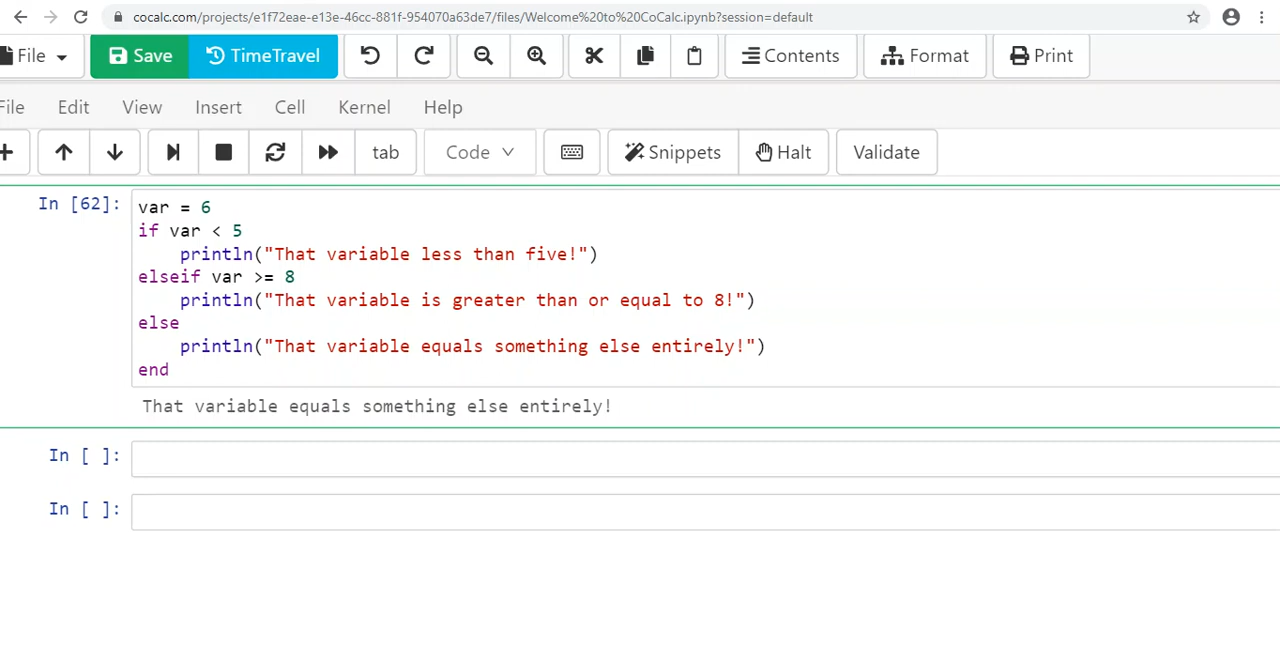 cocalc.com/projects/e1f72eae-e13e-46cc-881f-954070a63de7/files/Welcome%20to%20CoCalc.ipynb?session=default
File Save TimeTravel Contents Format Print
File Edit View Insert Cell Kernel Help
tab Code Snippets Halt Validate
In [62]: var = 6
if var < 5
    println("That variable less than five!")
elseif var >= 8
    println("That variable is greater than or equal to 8!")
else
    println("That variable equals something else entirely!")
end
That variable equals something else entirely!
In [ ]:
In [ ]: